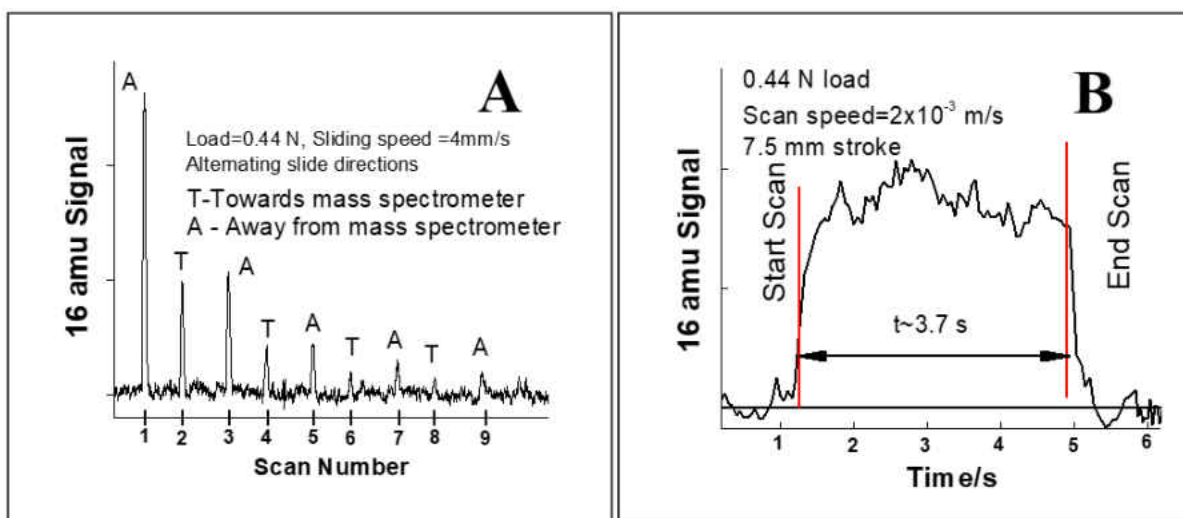 A
A
Load=0.44 N, Sliding speed =4mm/s
Alternating slide directions
T-Towards mass spectrometer
A - Away from mass spectrometer
T
A
T
A
T
A
T
A
16 amu Signal
1 2 3 4 5 6 7 8 9
Scan Number
B
0.44 N load
Scan speed=2x10⁻³ m/s
7.5 mm stroke
16 amu Signal
Start Scan
End Scan
t~3.7 s
1 2 3 4 5 6
Time/s